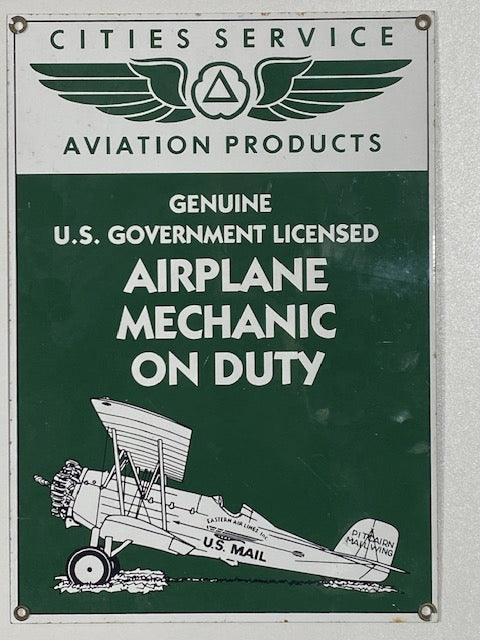 CITIES SERVICE
AVIATION PRODUCTS
GENUINE
U.S. GOVERNMENT LICENSED
AIRPLANE
MECHANIC
ON DUTY
EASTERN AIR LINES INC
U.S. MAIL
PITCAIRN
MAILWING